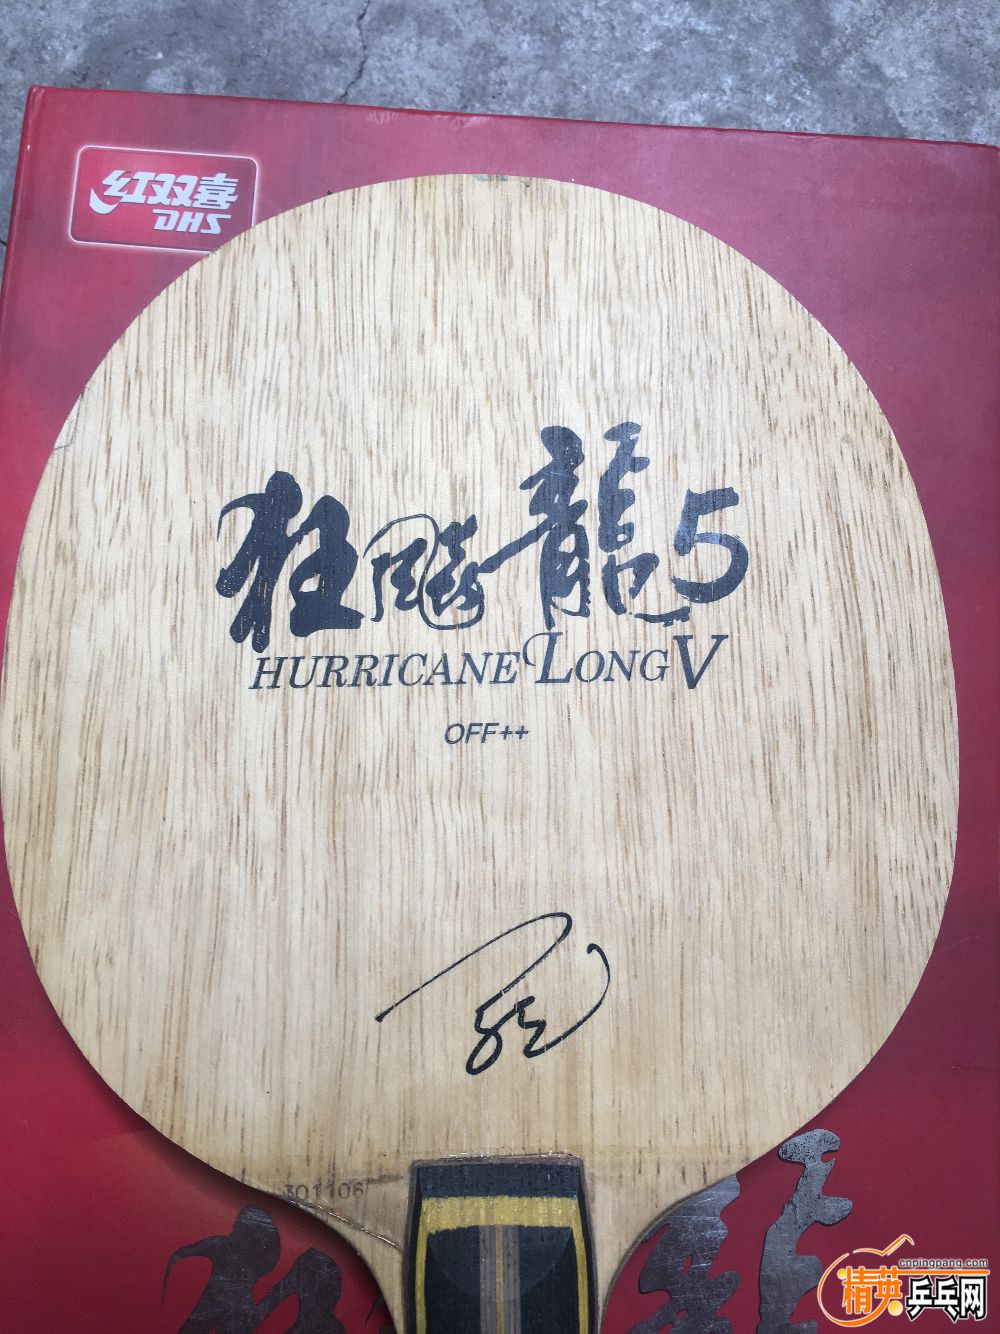 红双喜
DHS
狂飚龍5
HURRICANE LONG V
OFF++
301106
cnpingpang.com
精英乒乓网